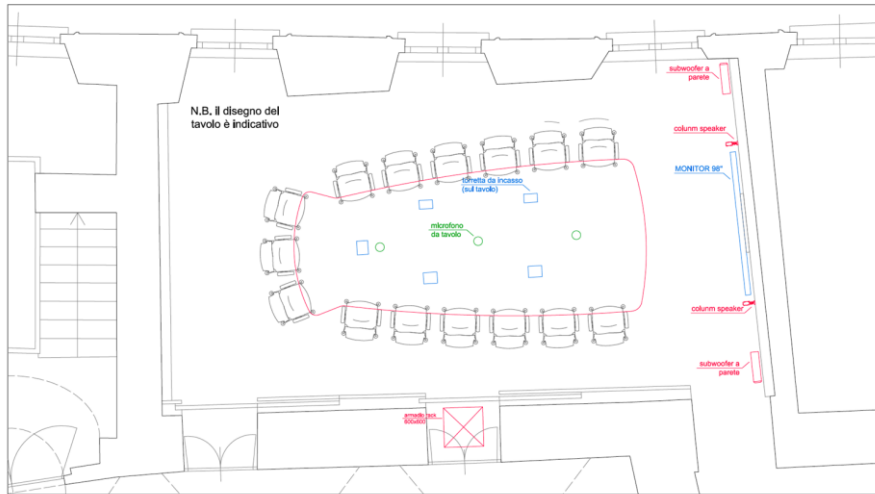 N.B. il disegno del
tavolo è indicativo
subwoofer a
parete
colunm speaker
MONITOR 98"
torretta da incasso
(sul tavolo)
microfono
da tavolo
colunm speaker
subwoofer a
parete
armadio rack
600x600